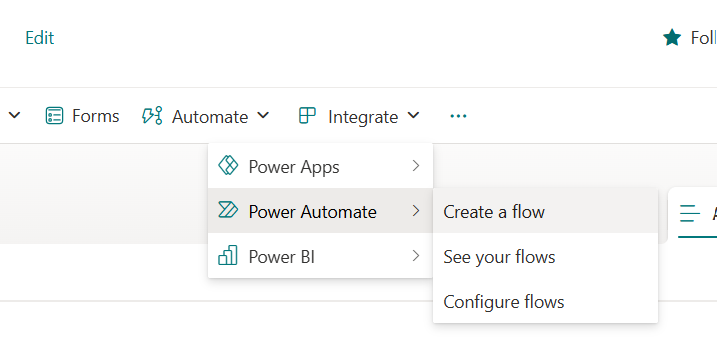 Edit
Foll
Forms Automate Integrate ...
Power Apps
Power Automate
Power BI
Create a flow
See your flows
Configure flows
A